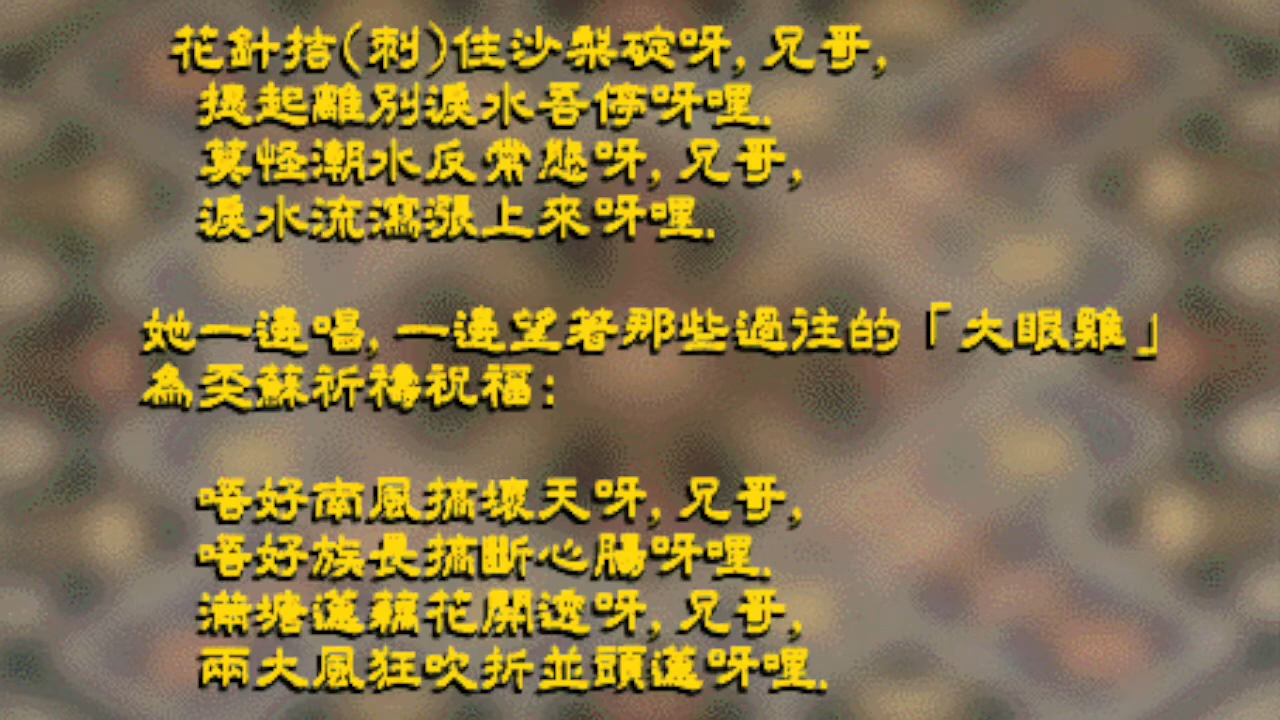 花針拮(刺)住沙梨碇呀,兄哥,
提起離別淚水吾停呀哩.
莫怪潮水反常態呀,兄哥,
淚水流瀉漲上來呀哩.
她一邊唱,一邊望著那些過往的「大眼雞」
為天蘇祈禱祝福:
唔好南風搞壞天呀,兄哥,
唔好族長搞斷心腸呀哩.
滿塘蓮藕花開透呀,兄哥,
兩大風狂吹折並頭蓮呀哩.